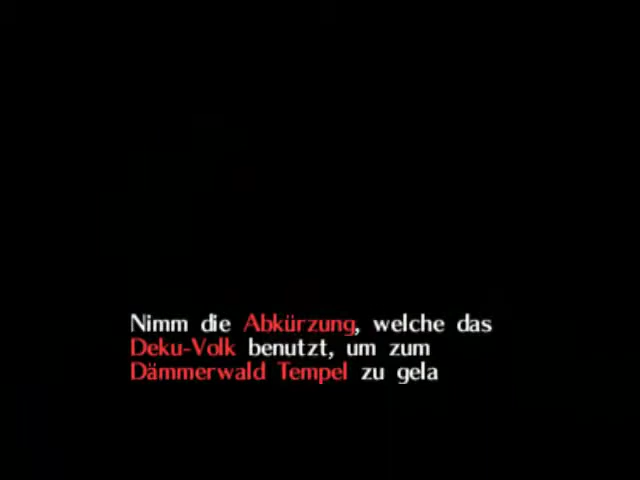 Nimm die Abkürzung, welche das
Deku-Volk benutzt, um zum
Dämmerwald Tempel zu gela